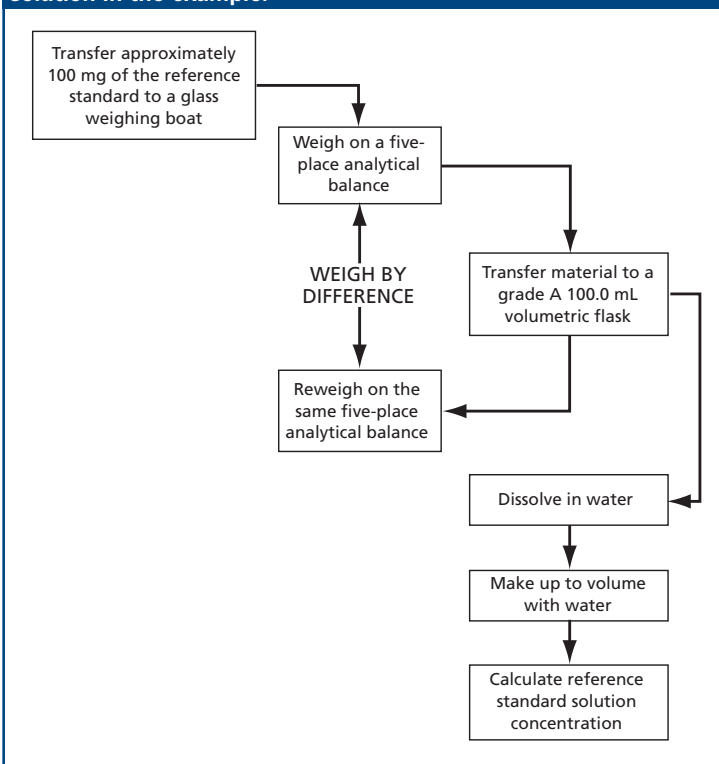 solution in the example.
Transfer approximately
100 mg of the reference
standard to a glass
weighing boat
Weigh on a five-
place analytical
balance
WEIGH BY
DIFFERENCE
Transfer material to a
grade A 100.0 mL
volumetric flask
Reweigh on the
same five-place
analytical balance
Dissolve in water
Make up to volume
with water
Calculate reference
standard solution
concentration